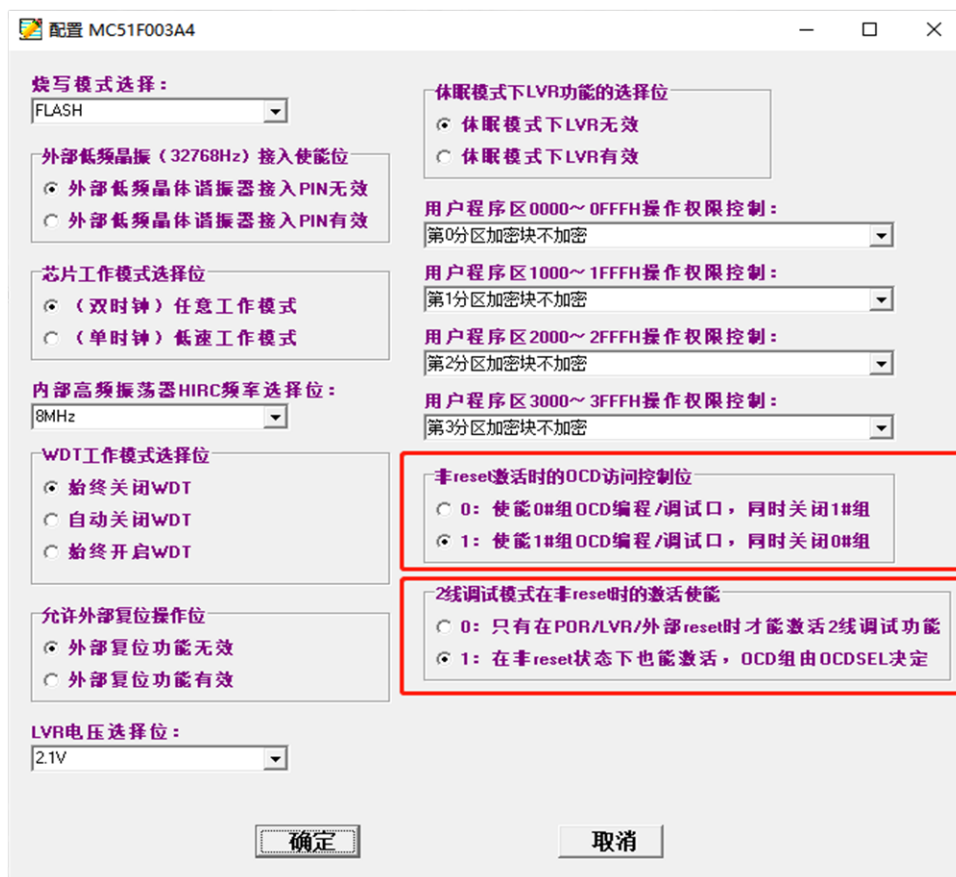 配置 MC51F003A4
烧写模式选择：
FLASH
外部低频晶振（32768Hz）接入使能位
外部低频晶体谐振器接入PIN无效
外部低频晶体谐振器接入PIN有效
芯片工作模式选择位
（双时钟）任意工作模式
（单时钟）低速工作模式
内部高频振荡器HIRC频率选择位：
8MHz
WDT工作模式选择位
始终关闭WDT
自动关闭WDT
始终开启WDT
允许外部复位操作位
外部复位功能无效
外部复位功能有效
LVR电压选择位：
2.1V
休眠模式下LVR功能的选择位
休眠模式下LVR无效
休眠模式下LVR有效
用户程序区0000～0FFFH操作权限控制：
第0分区加密块不加密
用户程序区1000～1FFFH操作权限控制：
第1分区加密块不加密
用户程序区2000～2FFFH操作权限控制：
第2分区加密块不加密
用户程序区3000～3FFFH操作权限控制：
第3分区加密块不加密
非reset激活时的OCD访问控制位
0：使能0#组OCD编程/调试口，同时关闭1#组
1：使能1#组OCD编程/调试口，同时关闭0#组
2线调试模式在非reset时的激活使能
0：只有在POR/LVR/外部reset时才能激活2线调试功能
1：在非reset状态下也能激活，OCD组由OCDSEL决定
确定
取消